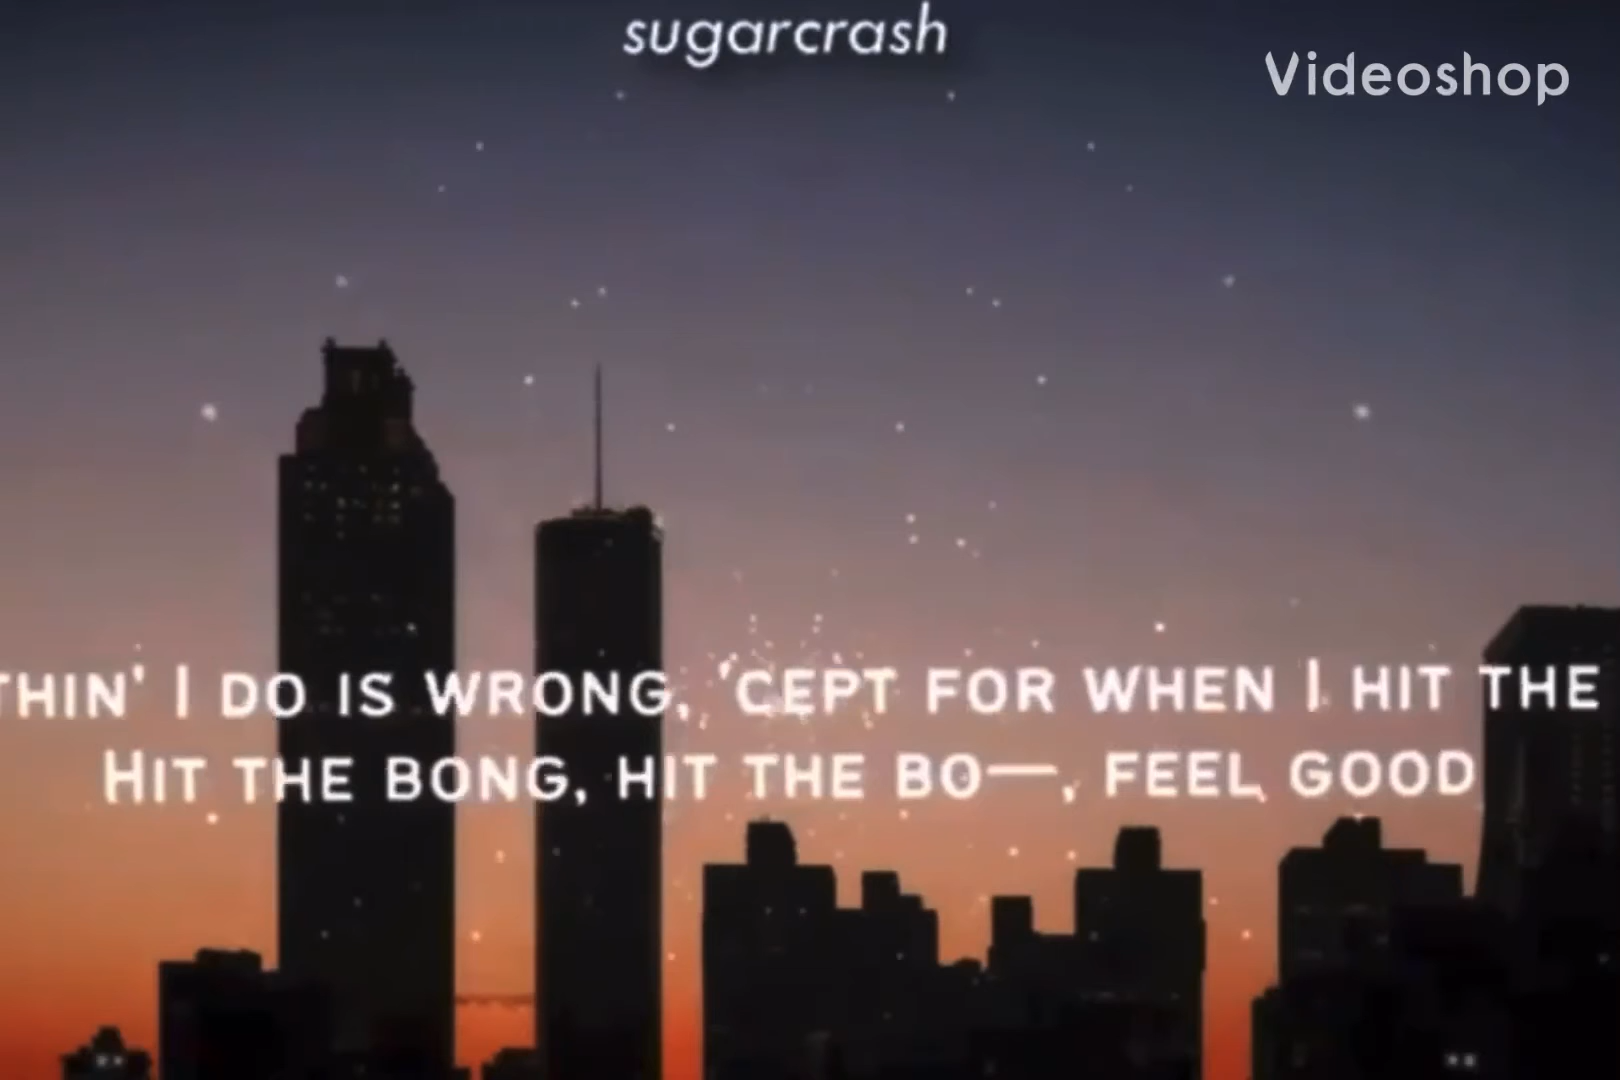 sugarcrash
Videoshop
THIN' I DO IS WRONG, 'CEPT FOR WHEN I HIT THE
HIT THE BONG, HIT THE BO—, FEEL GOOD